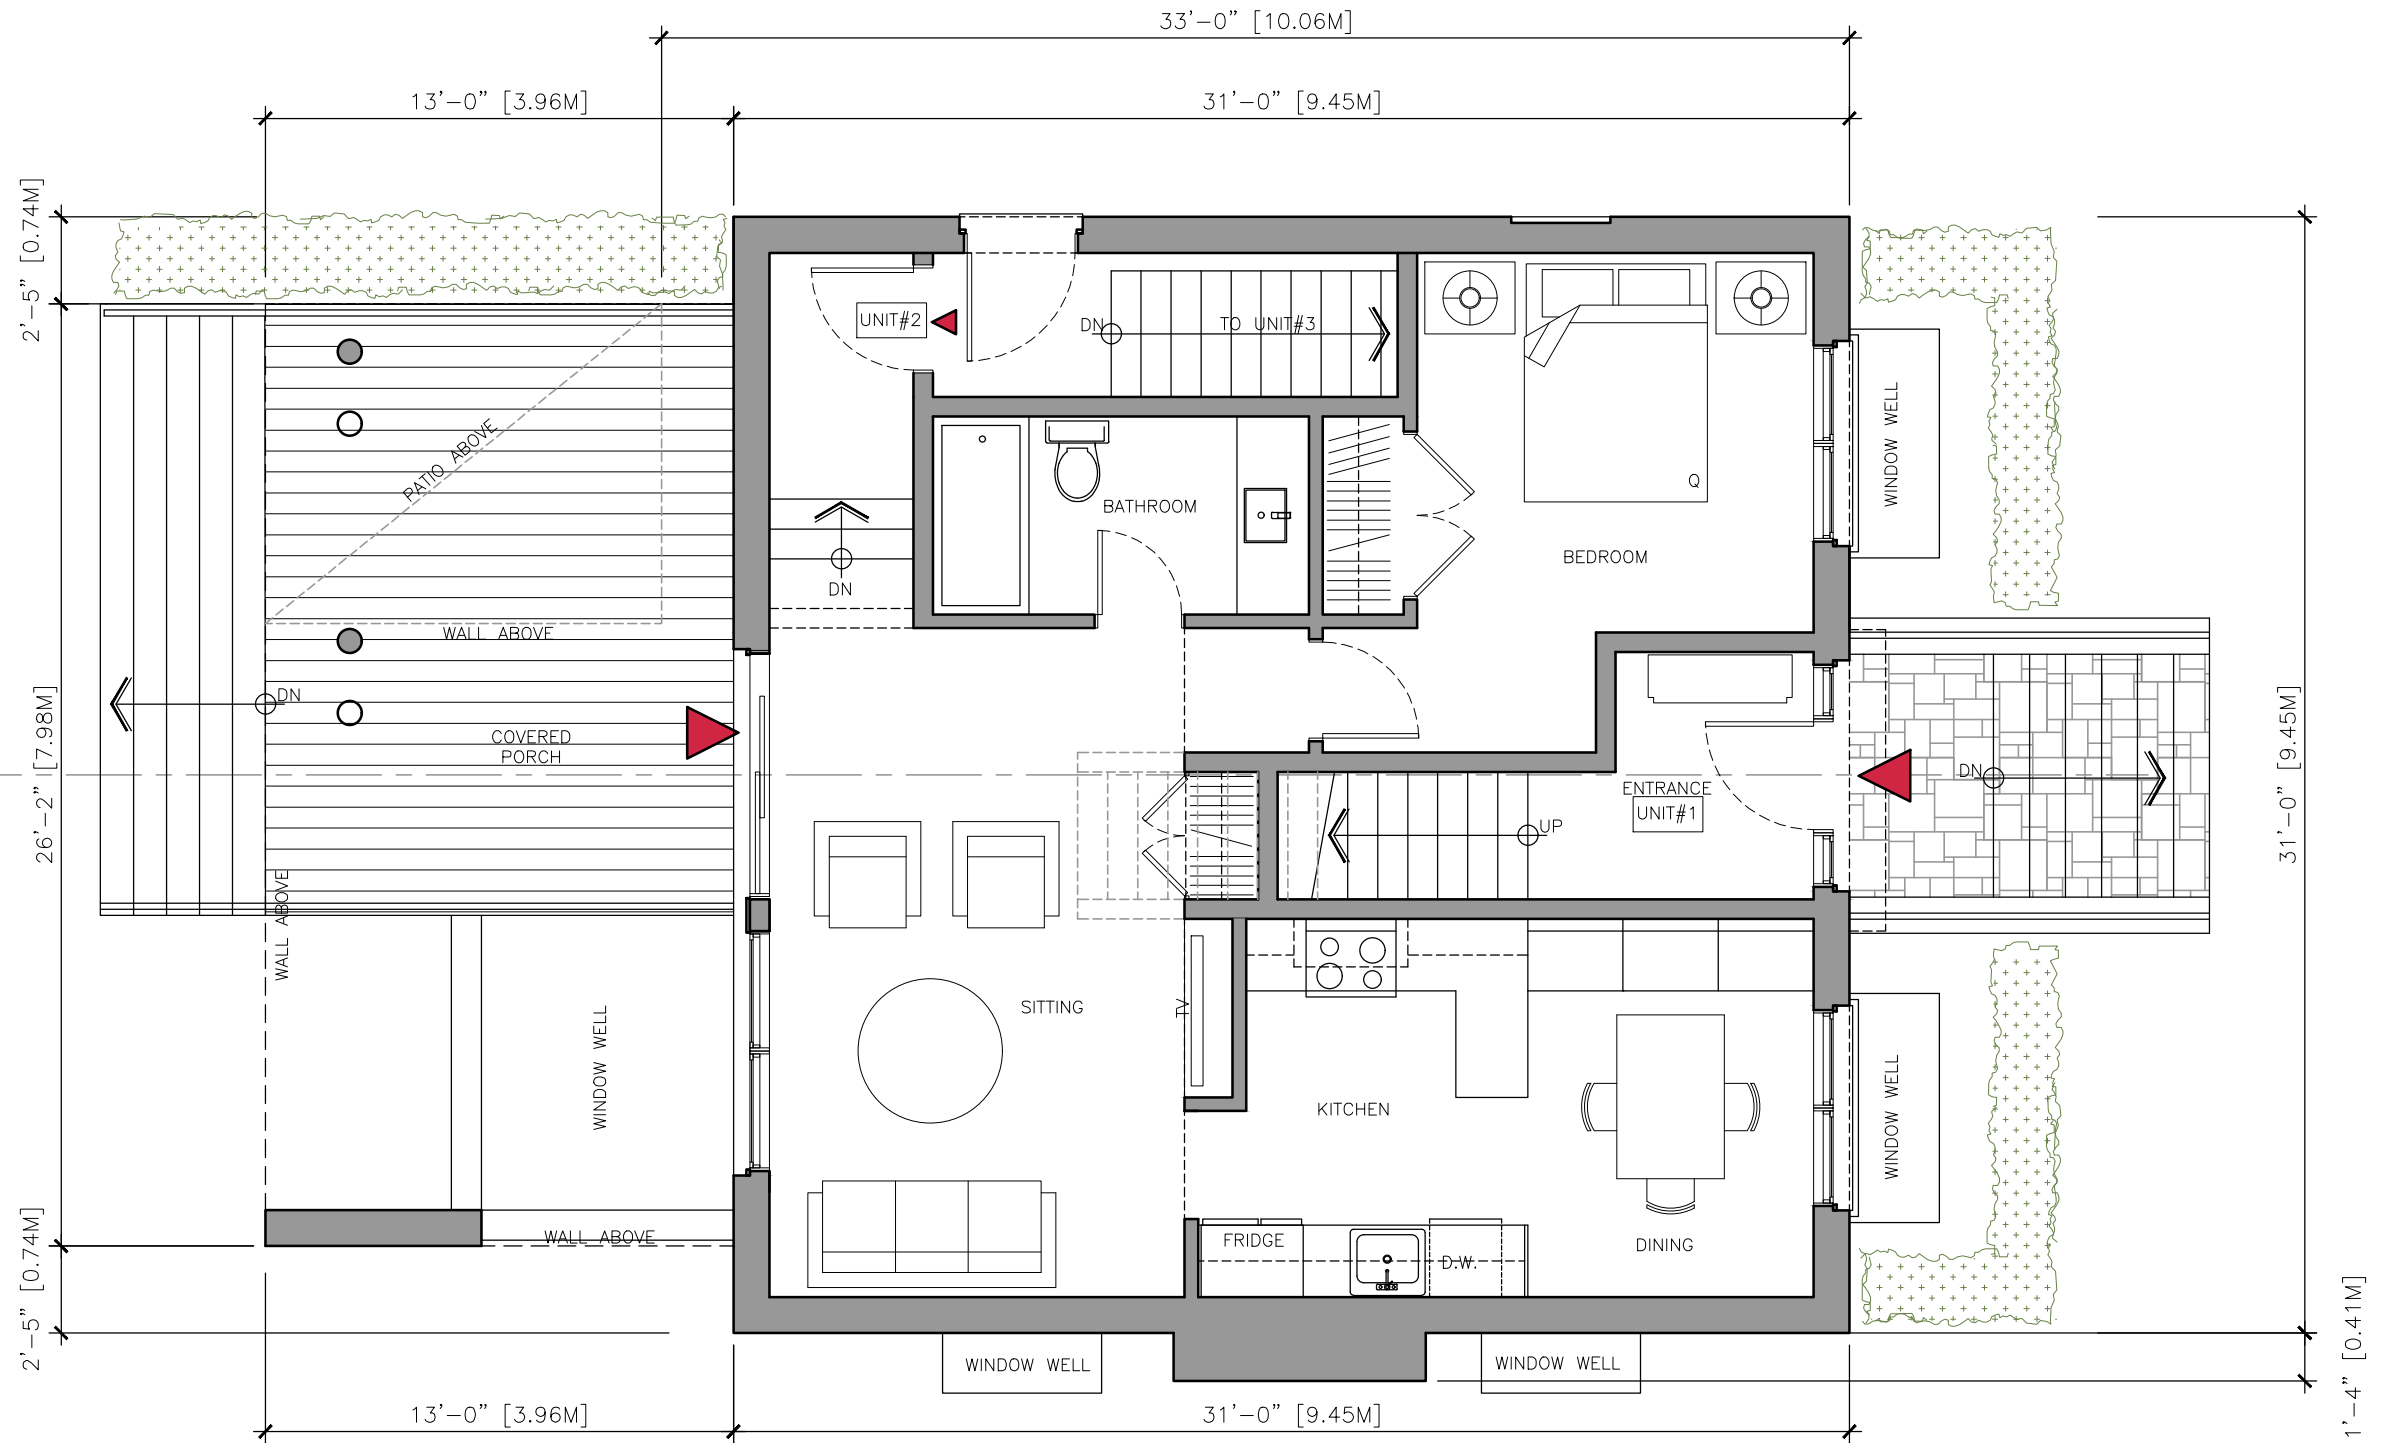 33'-0" [10.06M]
13'-0" [3.96M]
31'-0" [9.45M]
2'-5" [0.74M]
UNIT#2
DN
TO UNIT#3
PATIO ABOVE
WINDOW WELL
Q
BATHROOM
BEDROOM
DN
WALL ABOVE
DN
COVERED
PORCH
26'-2" [7.98M]
31'-0" [9.45M]
DN
ENTRANCE
UNIT#1
UP
WALL ABOVE
SITTING
TV
WINDOW WELL
KITCHEN
WINDOW WELL
WALL ABOVE
FRIDGE
D.W.
DINING
2'-5" [0.74M]
1'-4" [0.41M]
WINDOW WELL
WINDOW WELL
13'-0" [3.96M]
31'-0" [9.45M]